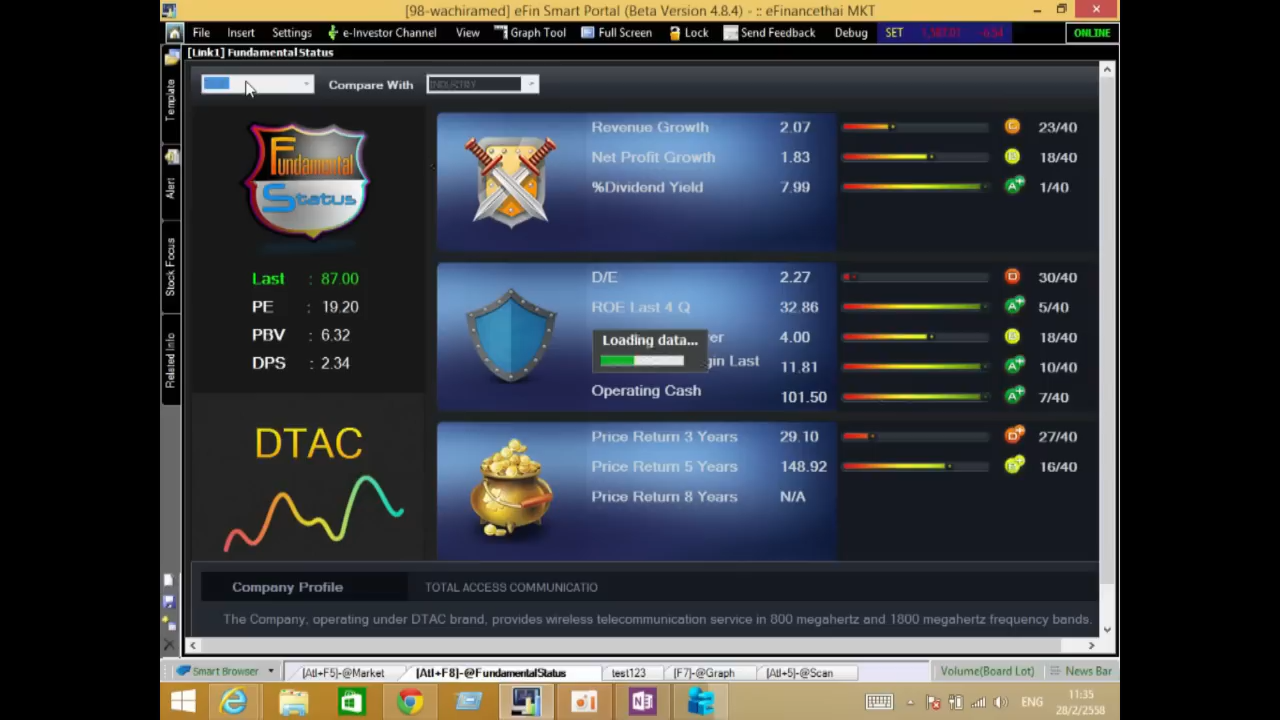 [98-wachiramed] eFin Smart Portal (Beta Version 4.8.4) - :: eFinancethai MKT
File Insert Settings e-Investor Channel View Graph Tool Full Screen Lock Send Feedback Debug SET ONLINE
[Link1] FundamentalStatus
Compare With INDUSTRY
Template
Alert
Stock Focus
Related Info
Fundamental
Status
Last : 87.00
PE : 19.20
PBV : 6.32
DPS : 2.34
DTAC
Revenue Growth 2.07 23/40
Net Profit Growth 1.83 18/40
%Dividend Yield 7.99 A+ 1/40
D/E 2.27 D 30/40
ROE Last 4 Q 32.86 A+ 5/40
4.00 18/40
gin Last 11.81 A+ 10/40
Operating Cash 101.50 A+ 7/40
Loading data...
Price Return 3 Years 29.10 D+ 27/40
Price Return 5 Years 148.92 16/40
Price Return 8 Years N/A
Company Profile TOTAL ACCESS COMMUNICATIO
The Company, operating under DTAC brand, provides wireless telecommunication service in 800 megahertz and 1800 megahertz frequency bands.
Smart Browser [Atl+F5]-@Market [Atl+F8]-@FundamentalStatus test123 [F7]-@Graph [Atl+5]-@Scan Volume(Board Lot) News Bar
ENG 11:35
28/2/2558